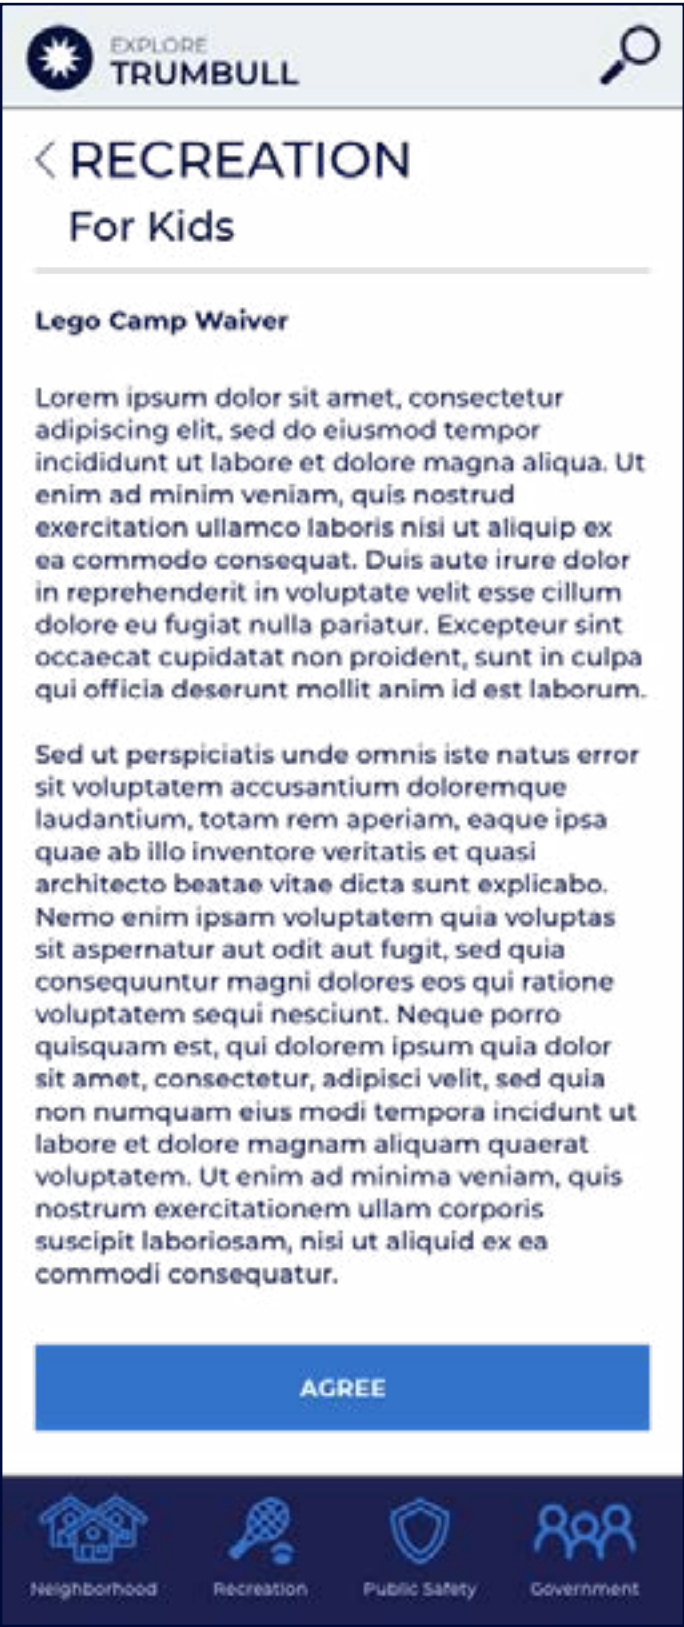 EXPLORE
TRUMBULL
RECREATION
For Kids
Lego Camp Waiver
Lorem ipsum dolor sit amet, consectetur
adipiscing elit, sed do eiusmod tempor
incididunt ut labore et dolore magna aliqua. Ut
enim ad minim veniam, quis nostrud
exercitation ullamco laboris nisi ut aliquip ex
ea commodo consequat. Duis aute irure dolor
in reprehenderit in voluptate velit esse cillum
dolore eu fugiat nulla pariatur. Excepteur sint
occaecat cupidatat non proident, sunt in culpa
qui officia deserunt mollit anim id est laborum.
Sed ut perspiciatis unde omnis iste natus error
sit voluptatem accusantium doloremque
laudantium, totam rem aperiam, eaque ipsa
quae ab illo inventore veritatis et quasi
architecto beatae vitae dicta sunt explicabo.
Nemo enim ipsam voluptatem quia voluptas
sit aspernatur aut odit aut fugit, sed quia
consequuntur magni dolores eos qui ratione
voluptatem sequi nesciunt. Neque porro
quisquam est, qui dolorem ipsum quia dolor
sit amet, consectetur, adipisci velit, sed quia
non numquam eius modi tempora incidunt ut
labore et dolore magnam aliquam quaerat
voluptatem. Ut enim ad minima veniam, quis
nostrum exercitationem ullam corporis
suscipit laboriosam, nisi ut aliquid ex ea
commodi consequatur.
AGREE
Neighborhood Recreation Public Safety Government